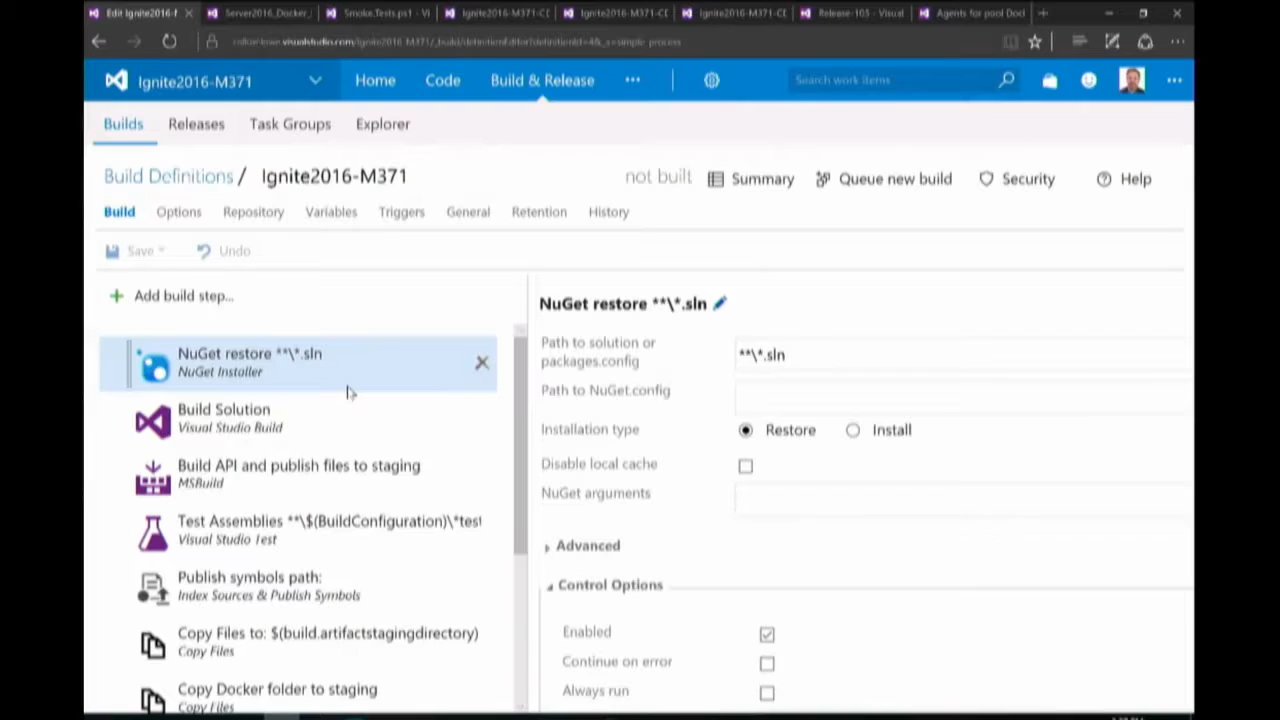 Edit Ignite2016-M
Server2016_Docker_
Smoke.Tests.ps1 - Vi
Ignite2016-M371-CD
Ignite2016-M371-CD
Ignite2016-M371-CD
Release-105 - Visual
Agents for pool Doc
Ignite2016-M371
Home
Code
Build & Release
Search work items
Builds
Releases
Task Groups
Explorer
Build Definitions / Ignite2016-M371
not built
Summary
Queue new build
Security
Help
Build
Options
Repository
Variables
Triggers
General
Retention
History
Save
Undo
Add build step...
NuGet restore **\*.sln
NuGet Installer
Build Solution
Visual Studio Build
Build API and publish files to staging
MSBuild
Test Assemblies **\$(BuildConfiguration)\*test
Visual Studio Test
Publish symbols path:
Index Sources & Publish Symbols
Copy Files to: $(build.artifactstagingdirectory)
Copy Files
Copy Docker folder to staging
Copy Files
NuGet restore **\*.sln
Path to solution or
packages.config
**\*.sln
Path to NuGet.config
Installation type
Restore
Install
Disable local cache
NuGet arguments
Advanced
Control Options
Enabled
Continue on error
Always run